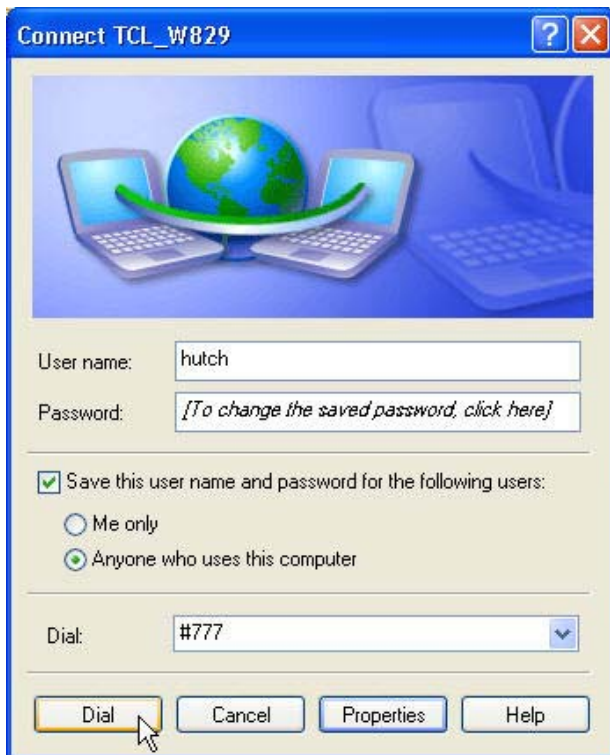 Connect TCL_W829
User name: hutch
Password: [To change the saved password, click here]
Save this user name and password for the following users:
Me only
Anyone who uses this computer
Dial: #777
Dial Cancel Properties Help